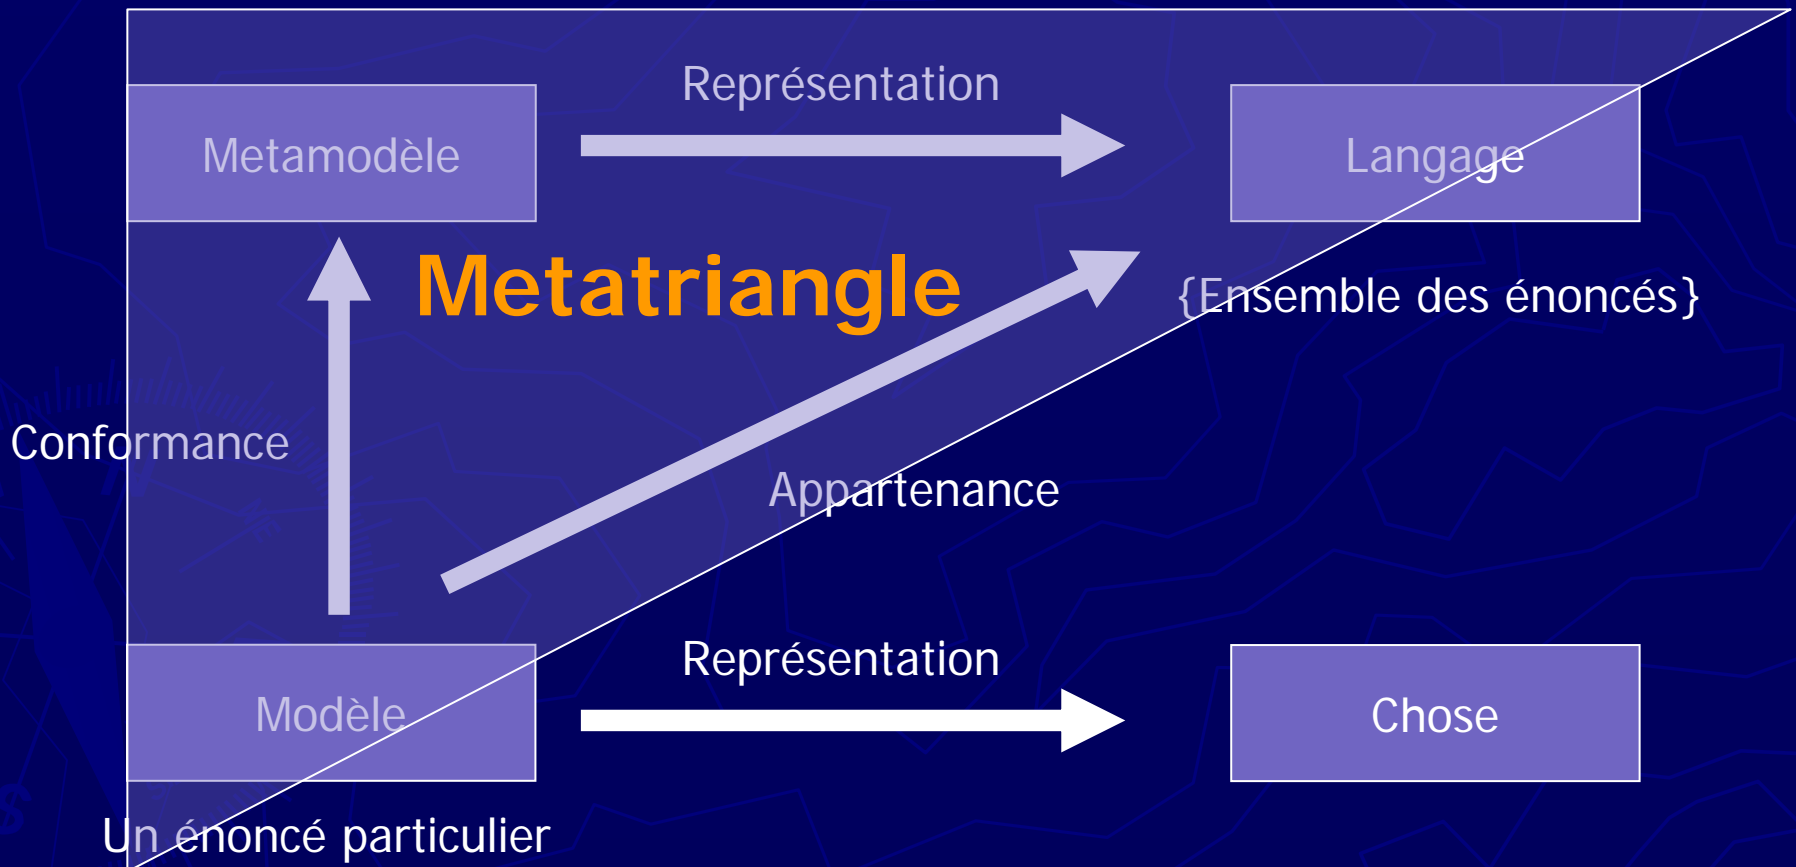 Représentation
Metamodèle
Langage
Metatriangle
{Ensemble des énoncés}
Conformance
Appartenance
Représentation
Modèle
Chose
Un énoncé particulier